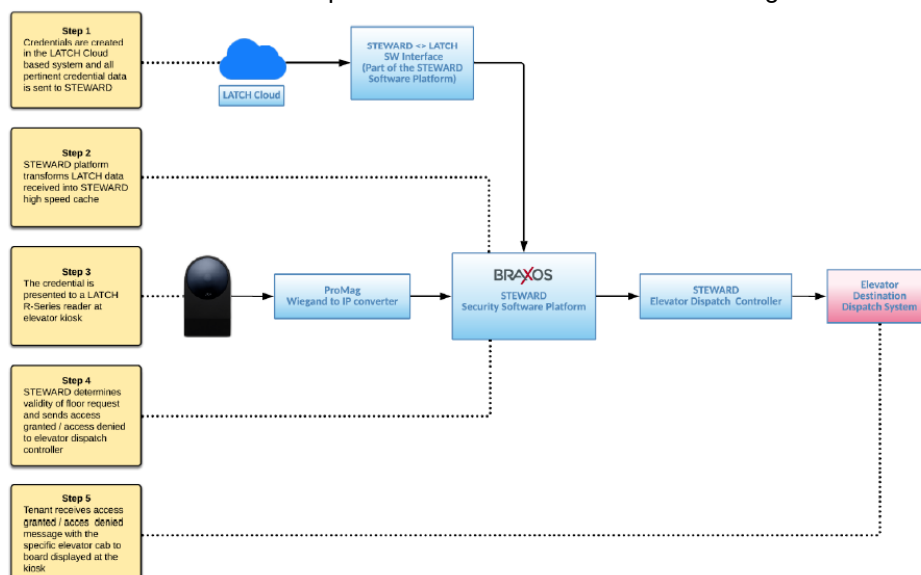 Step 1
Credentials are created
in the LATCH Cloud
based system and all
pertinent credential data
is sent to STEWARD
LATCH Cloud
STEWARD <> LATCH
SW Interface
(Part of the STEWARD
Software Platform)
Step 2
STEWARD platform
transforms LATCH data
received into STEWARD
high speed cache
Step 3
The credential is
presented to a LATCH
R-Series reader at
elevator kiosk
ProMag
Wiegand to IP converter
BRAXOS
STEWARD
Security Software Platform
STEWARD
Elevator Dispatch Controller
Elevator
Destination
Dispatch System
Step 4
STEWARD determines
validity of floor request
and sends access
granted / access denied
to elevator dispatch
controller
Step 5
Tenant receives access
granted / acces denied
message with the
specific elevator cab to
board displayed at the
kiosk